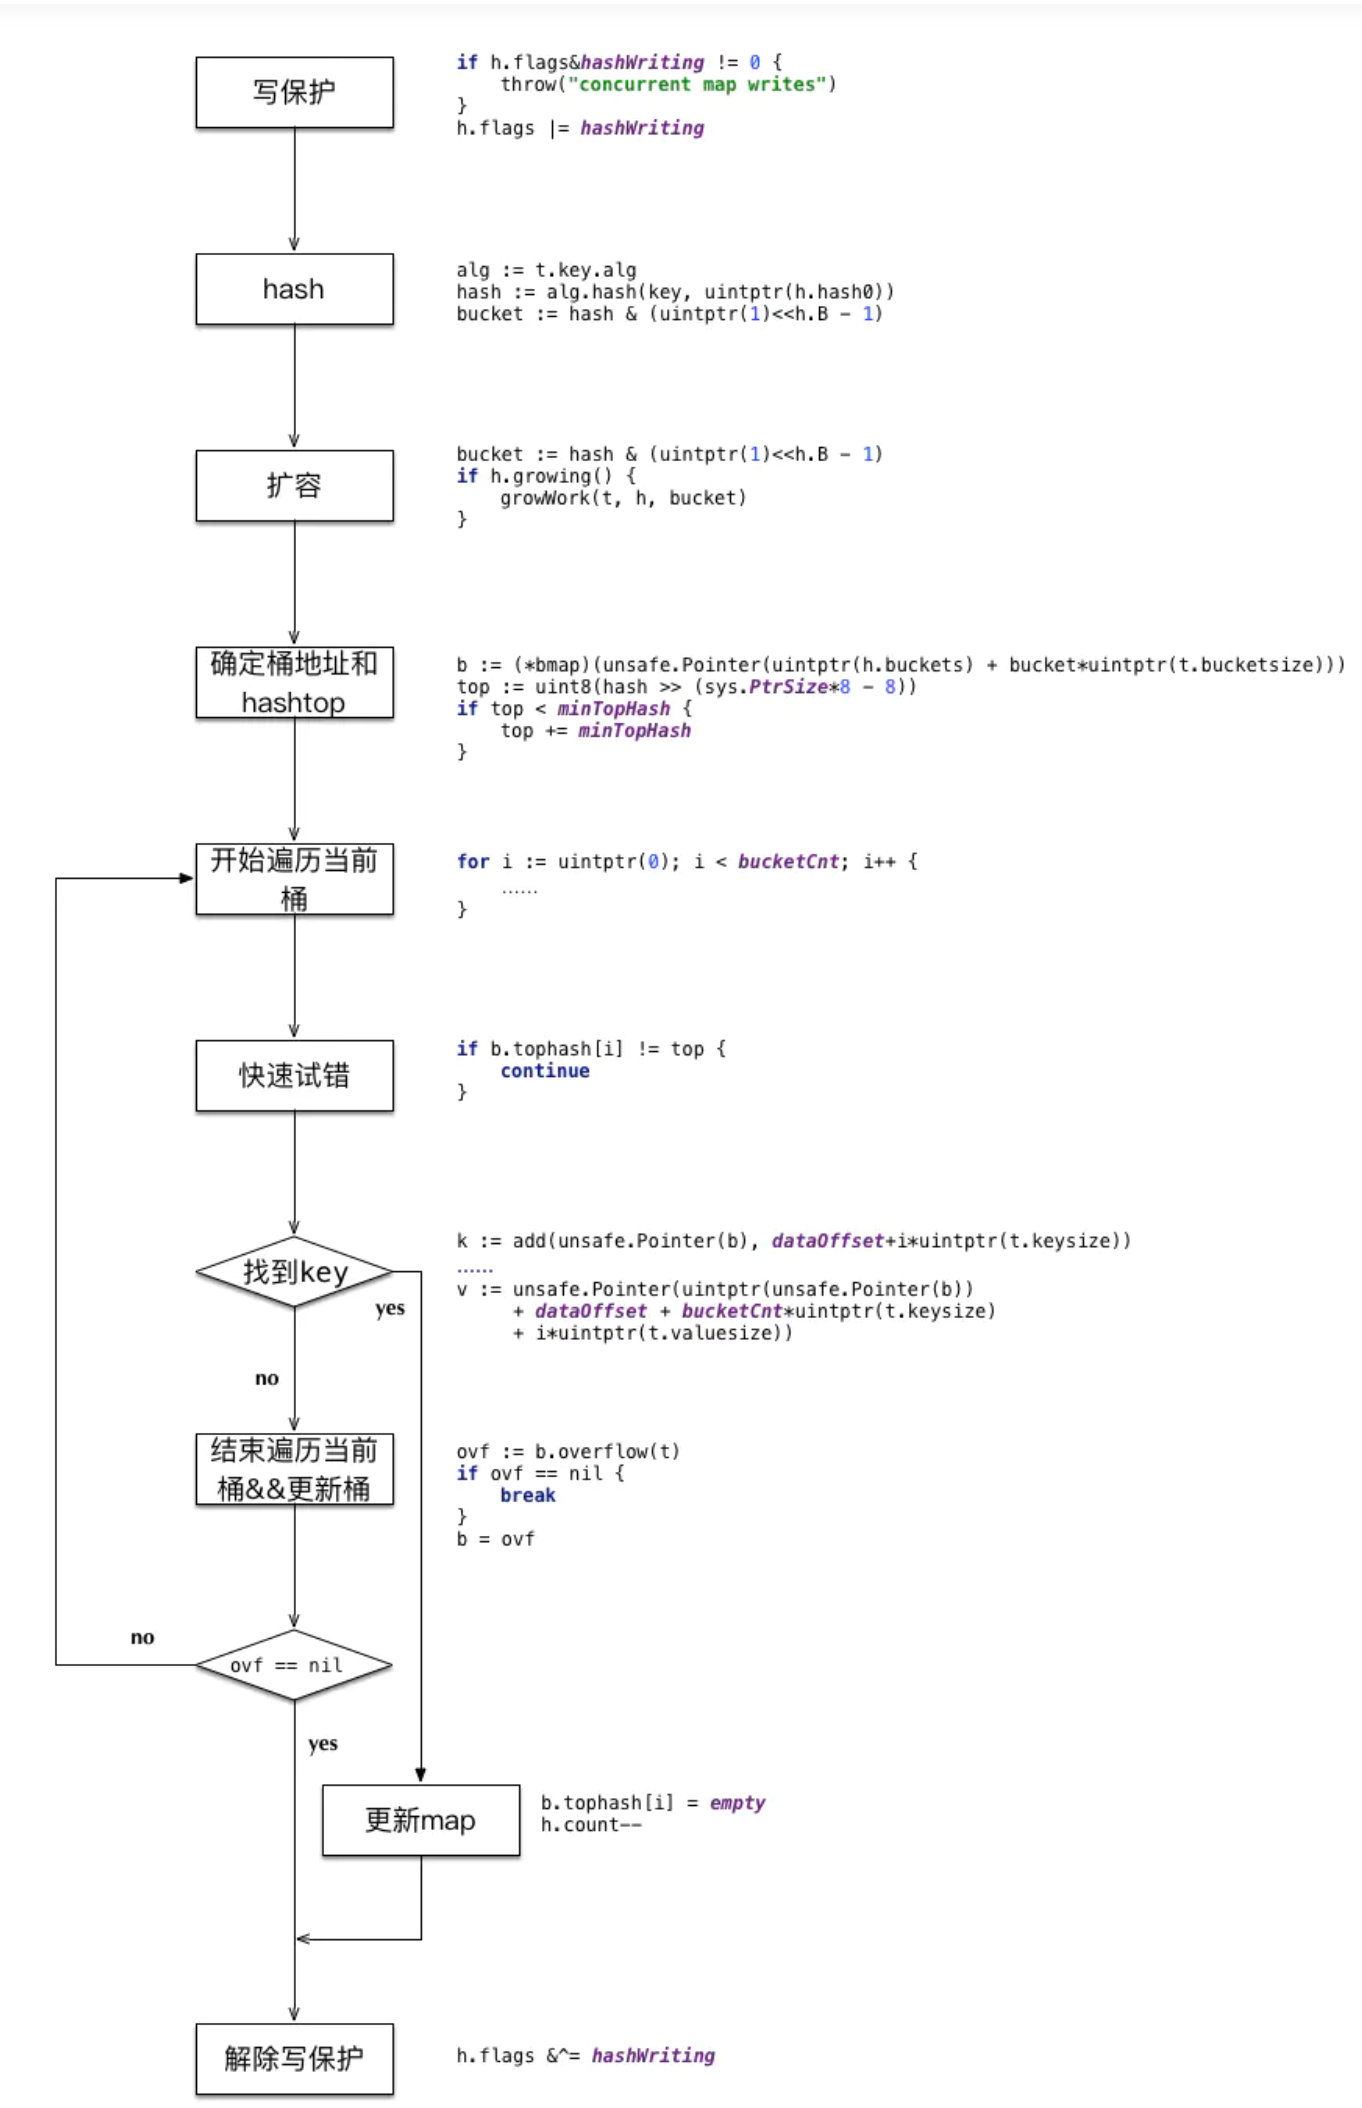 写保护
if h.flags&hashWriting != 0 {
throw("concurrent map writes")
}
h.flags |= hashWriting
hash
alg := t.key.alg
hash := alg.hash(key, uintptr(h.hash0))
bucket := hash & (uintptr(1)<<h.B - 1)
扩容
bucket := hash & (uintptr(1)<<h.B - 1)
if h.growing() {
growWork(t, h, bucket)
}
确定桶地址和
hashtop
b := (*bmap)(unsafe.Pointer(uintptr(h.buckets) + bucket*uintptr(t.bucketsize)))
top := uint8(hash >> (sys.PtrSize*8 - 8))
if top < minTopHash {
top += minTopHash
}
开始遍历当前
桶
for i := uintptr(0); i < bucketCnt; i++ {
......
}
快速试错
if b.tophash[i] != top {
continue
}
找到key
yes
no
k := add(unsafe.Pointer(b), dataOffset+i*uintptr(t.keysize))
......
v := unsafe.Pointer(uintptr(unsafe.Pointer(b))
+ dataOffset + bucketCnt*uintptr(t.keysize)
+ i*uintptr(t.valuesize))
结束遍历当前
桶&&更新桶
ovf := b.overflow(t)
if ovf == nil {
break
}
b = ovf
no
ovf == nil
yes
更新map
b.tophash[i] = empty
h.count--
解除写保护
h.flags &^= hashWriting